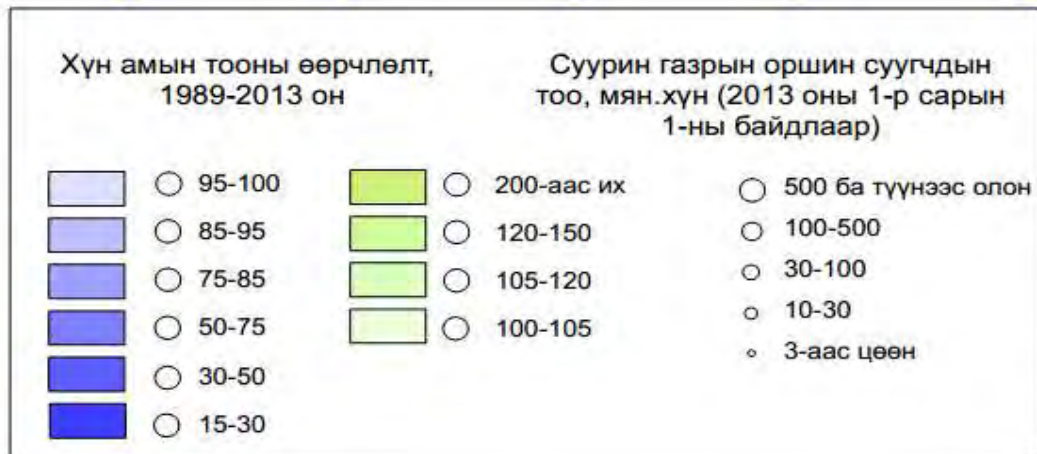 Хүн амын тооны өөрчлөлт,
1989-2013 он
95-100
85-95
75-85
50-75
30-50
15-30
200-аас их
120-150
105-120
100-105
Суурин газрын оршин суугчдын
тоо, мян.хүн (2013 оны 1-р сарын
1-ны байдлаар)
500 ба түүнээс олон
100-500
30-100
10-30
3-аас цөөн